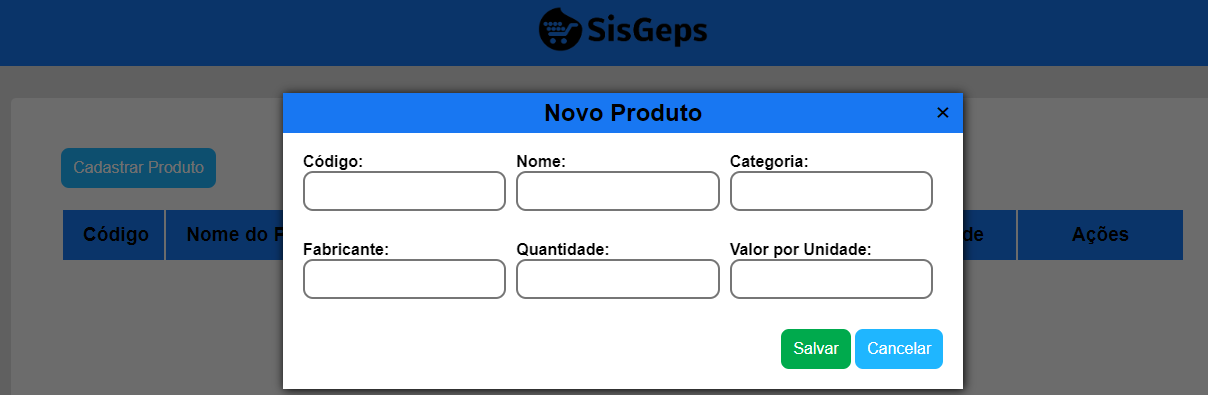 SisGeps
Novo Produto ×
Cadastrar Produto
Código: Nome: Categoria:
Código Nome do de Ações
Fabricante: Quantidade: Valor por Unidade:
Salvar Cancelar